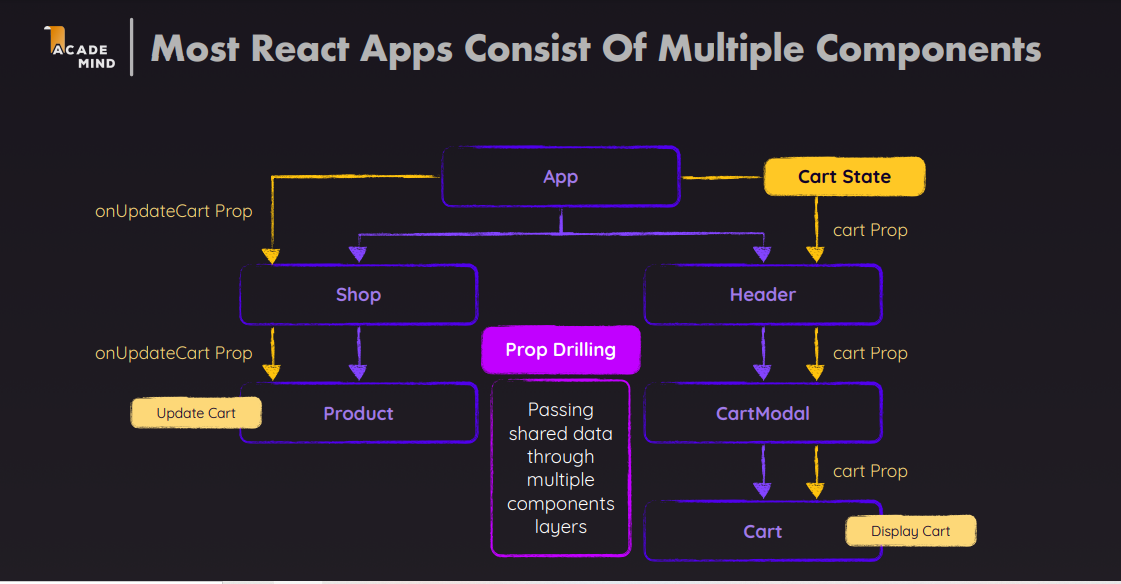 ACADE
MIND
Most React Apps Consist Of Multiple Components
App
Cart State
onUpdateCart Prop
cart Prop
Shop
Header
Prop Drilling
onUpdateCart Prop
cart Prop
Update Cart
Product
Passing
shared data
through
multiple
components
layers
CartModal
cart Prop
Cart
Display Cart